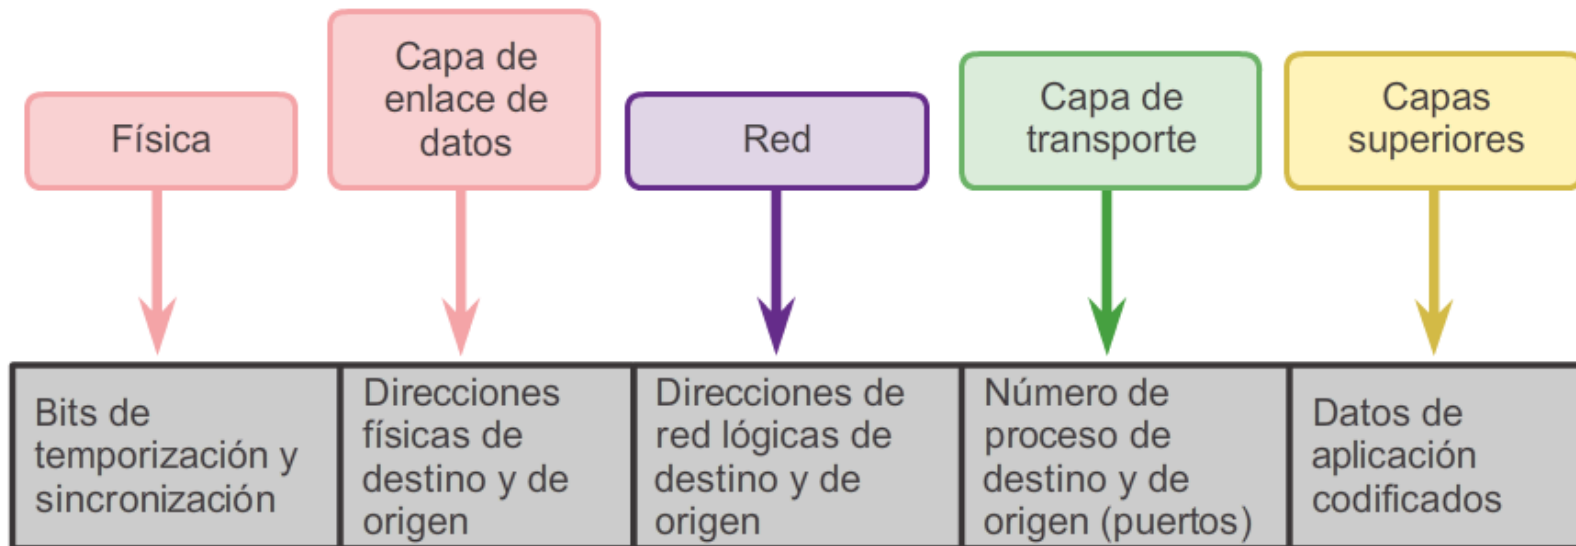 Física
Capa de
enlace de
datos
Red
Capa de
transporte
Capas
superiores
Bits de
temporización y
sincronización
Direcciones
físicas de
destino y de
origen
Direcciones de
red lógicas de
destino y de
origen
Número de
proceso de
destino y de
origen (puertos)
Datos de
aplicación
codificados